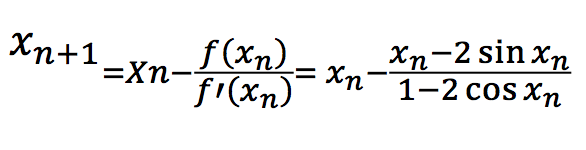 xₙ₊₁=Xn−f(xₙ)/f′(xₙ)= xₙ−(xₙ−2 sin xₙ)/(1−2 cos xₙ)